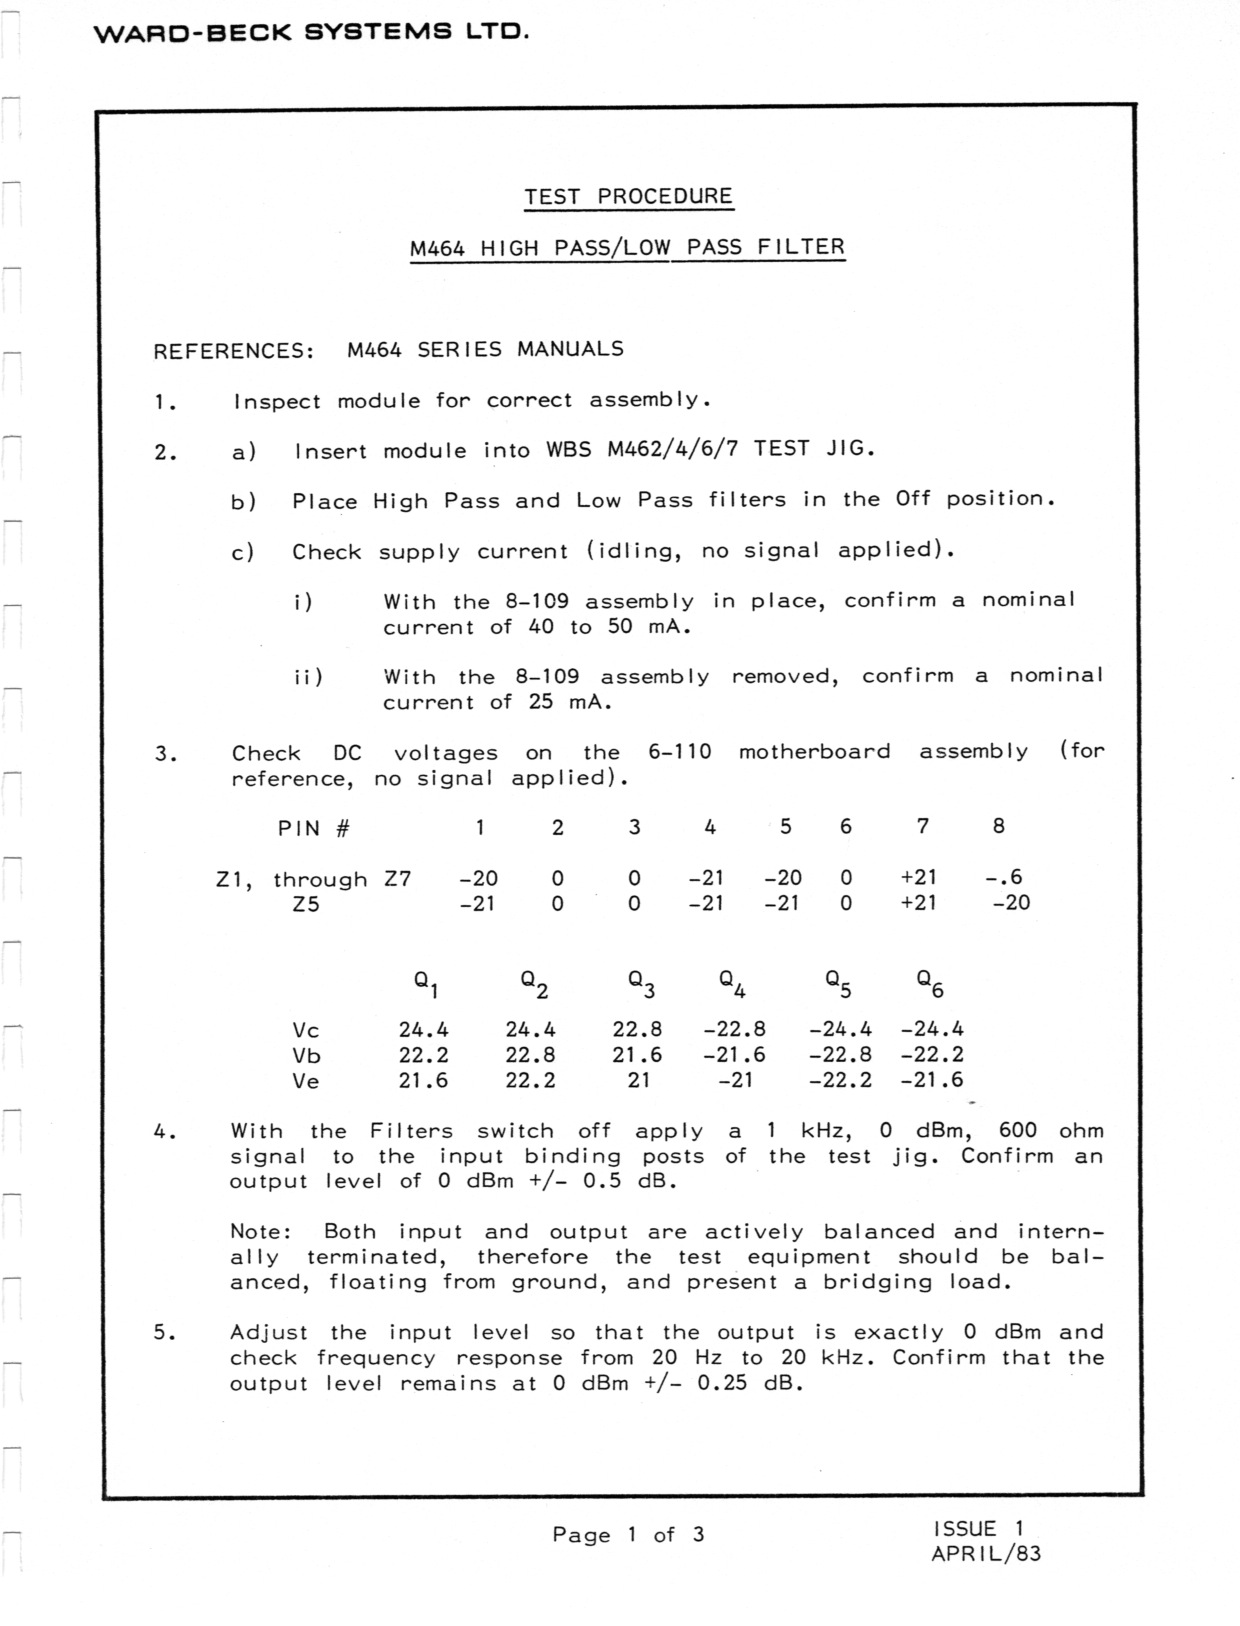 WARD-BECK SYSTEMS LTD.
TEST PROCEDURE
M464 HIGH PASS/LOW PASS FILTER
REFERENCES: M464 SERIES MANUALS
1. Inspect module for correct assembly.
2. a) Insert module into WBS M462/4/6/7 TEST JIG.
b) Place High Pass and Low Pass filters in the Off position.
c) Check supply current (idling, no signal applied).
i) With the 8-109 assembly in place, confirm a nominal
current of 40 to 50 mA.
ii) With the 8-109 assembly removed, confirm a nominal
current of 25 mA.
3. Check DC voltages on the 6-110 motherboard assembly (for
reference, no signal applied).
PIN # 1 2 3 4 5 6 7 8
Z1, through Z7 -20 0 0 -21 -20 0 +21 -.6
Z5 -21 0 0 -21 -21 0 +21 -20
Q1 Q2 Q3 Q4 Q5 Q6
Vc 24.4 24.4 22.8 -22.8 -24.4 -24.4
Vb 22.2 22.8 21.6 -21.6 -22.8 -22.2
Ve 21.6 22.2 21 -21 -22.2 -21.6
4. With the Filters switch off apply a 1 kHz, 0 dBm, 600 ohm
signal to the input binding posts of the test jig. Confirm an
output level of 0 dBm +/- 0.5 dB.
Note: Both input and output are actively balanced and intern-
ally terminated, therefore the test equipment should be bal-
anced, floating from ground, and present a bridging load.
5. Adjust the input level so that the output is exactly 0 dBm and
check frequency response from 20 Hz to 20 kHz. Confirm that the
output level remains at 0 dBm +/- 0.25 dB.
Page 1 of 3
ISSUE 1
APRIL/83